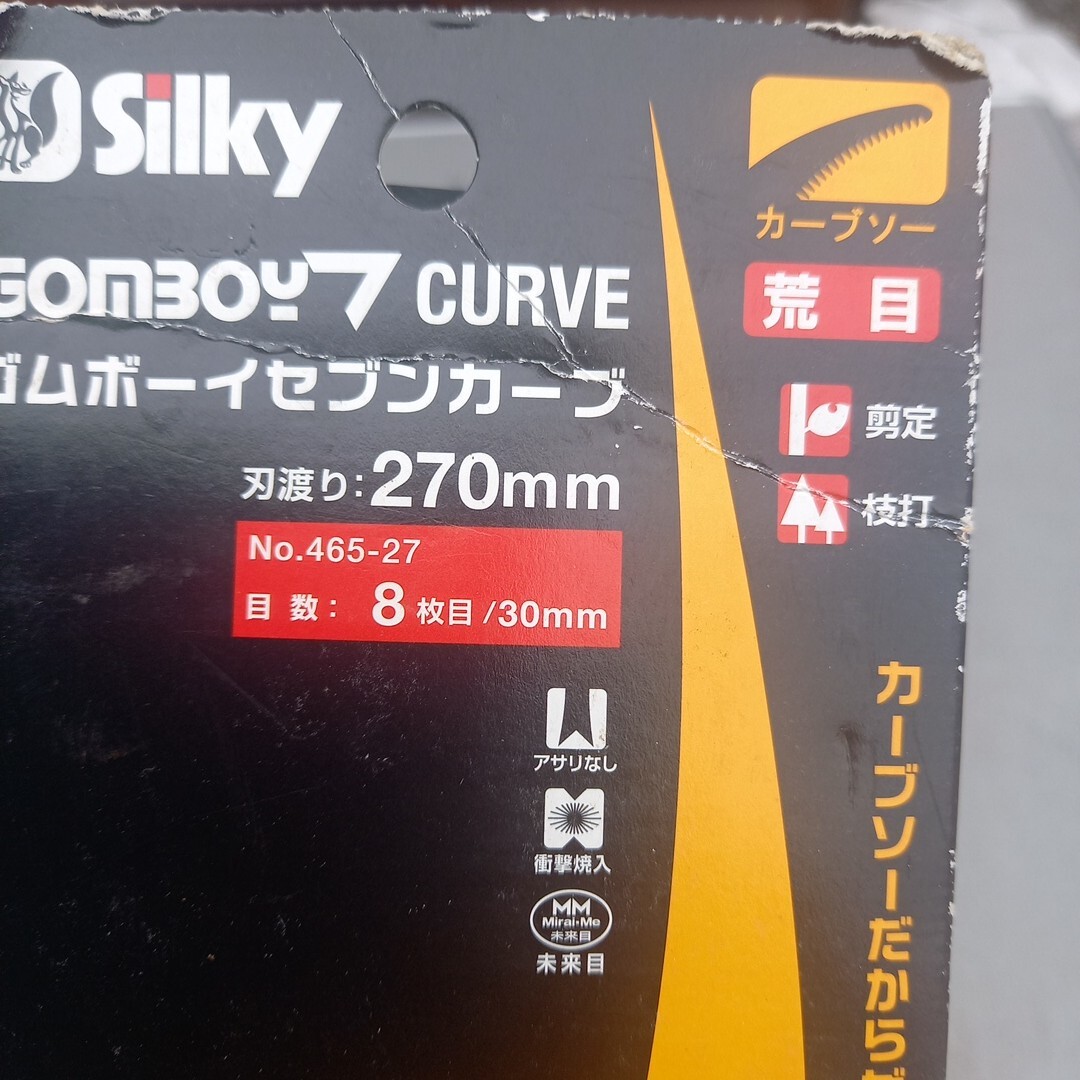 Silky
GOMBOY 7 CURVE
ゴムボーイセブンカーブ
刃渡り:270mm
No.465-27
目数: 8枚目/30mm
アサリなし
衝撃焼入
MM
Mirai-Me
未来目
未来目
カーブソー
荒目
剪定
枝打
カーブソーだから